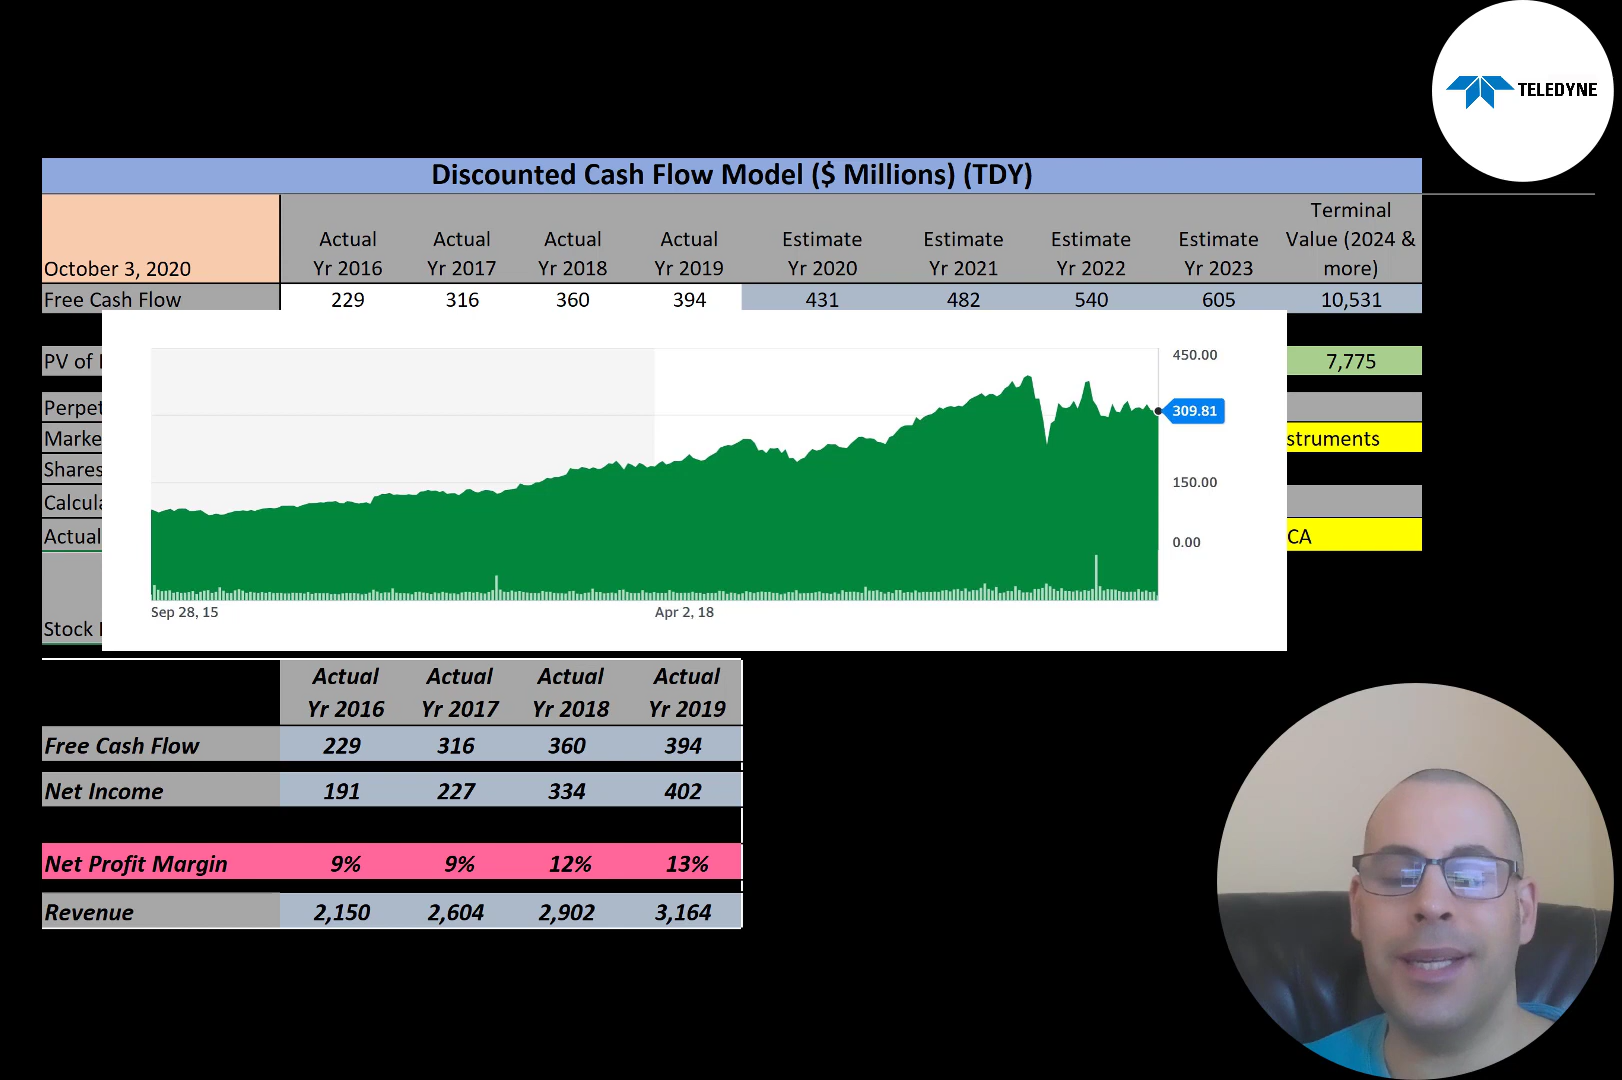 TELEDYNE
Discounted Cash Flow Model ($ Millions) (TDY)
October 3, 2020
Actual Yr 2016
Actual Yr 2017
Actual Yr 2018
Actual Yr 2019
Estimate Yr 2020
Estimate Yr 2021
Estimate Yr 2022
Estimate Yr 2023
Terminal Value (2024 & more)
Free Cash Flow 229 316 360 394 431 482 540 605 10,531
PV of 7,775
Perpet
Marke struments
Shares
Calcula
Actual CA
Stock
450.00
309.81
150.00
0.00
Sep 28, 15 Apr 2, 18
Actual Yr 2016
Actual Yr 2017
Actual Yr 2018
Actual Yr 2019
Free Cash Flow 229 316 360 394
Net Income 191 227 334 402
Net Profit Margin 9% 9% 12% 13%
Revenue 2,150 2,604 2,902 3,164